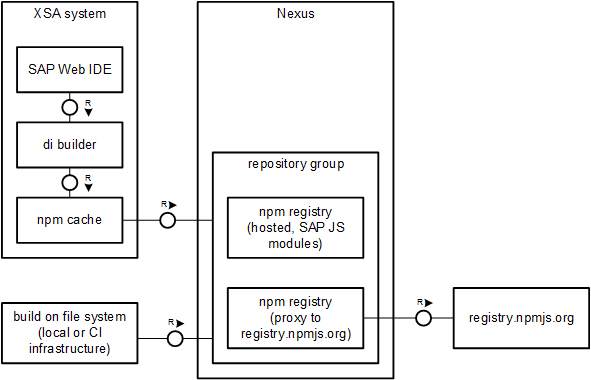 XSA system
Nexus
SAP Web IDE
R
di builder
R
npm cache
R
repository group
npm registry
(hosted, SAP JS
modules)
build on file system
(local or CI
infrastructure)
R
npm registry
(proxy to
registry.npmjs.org)
R
registry.npmjs.org